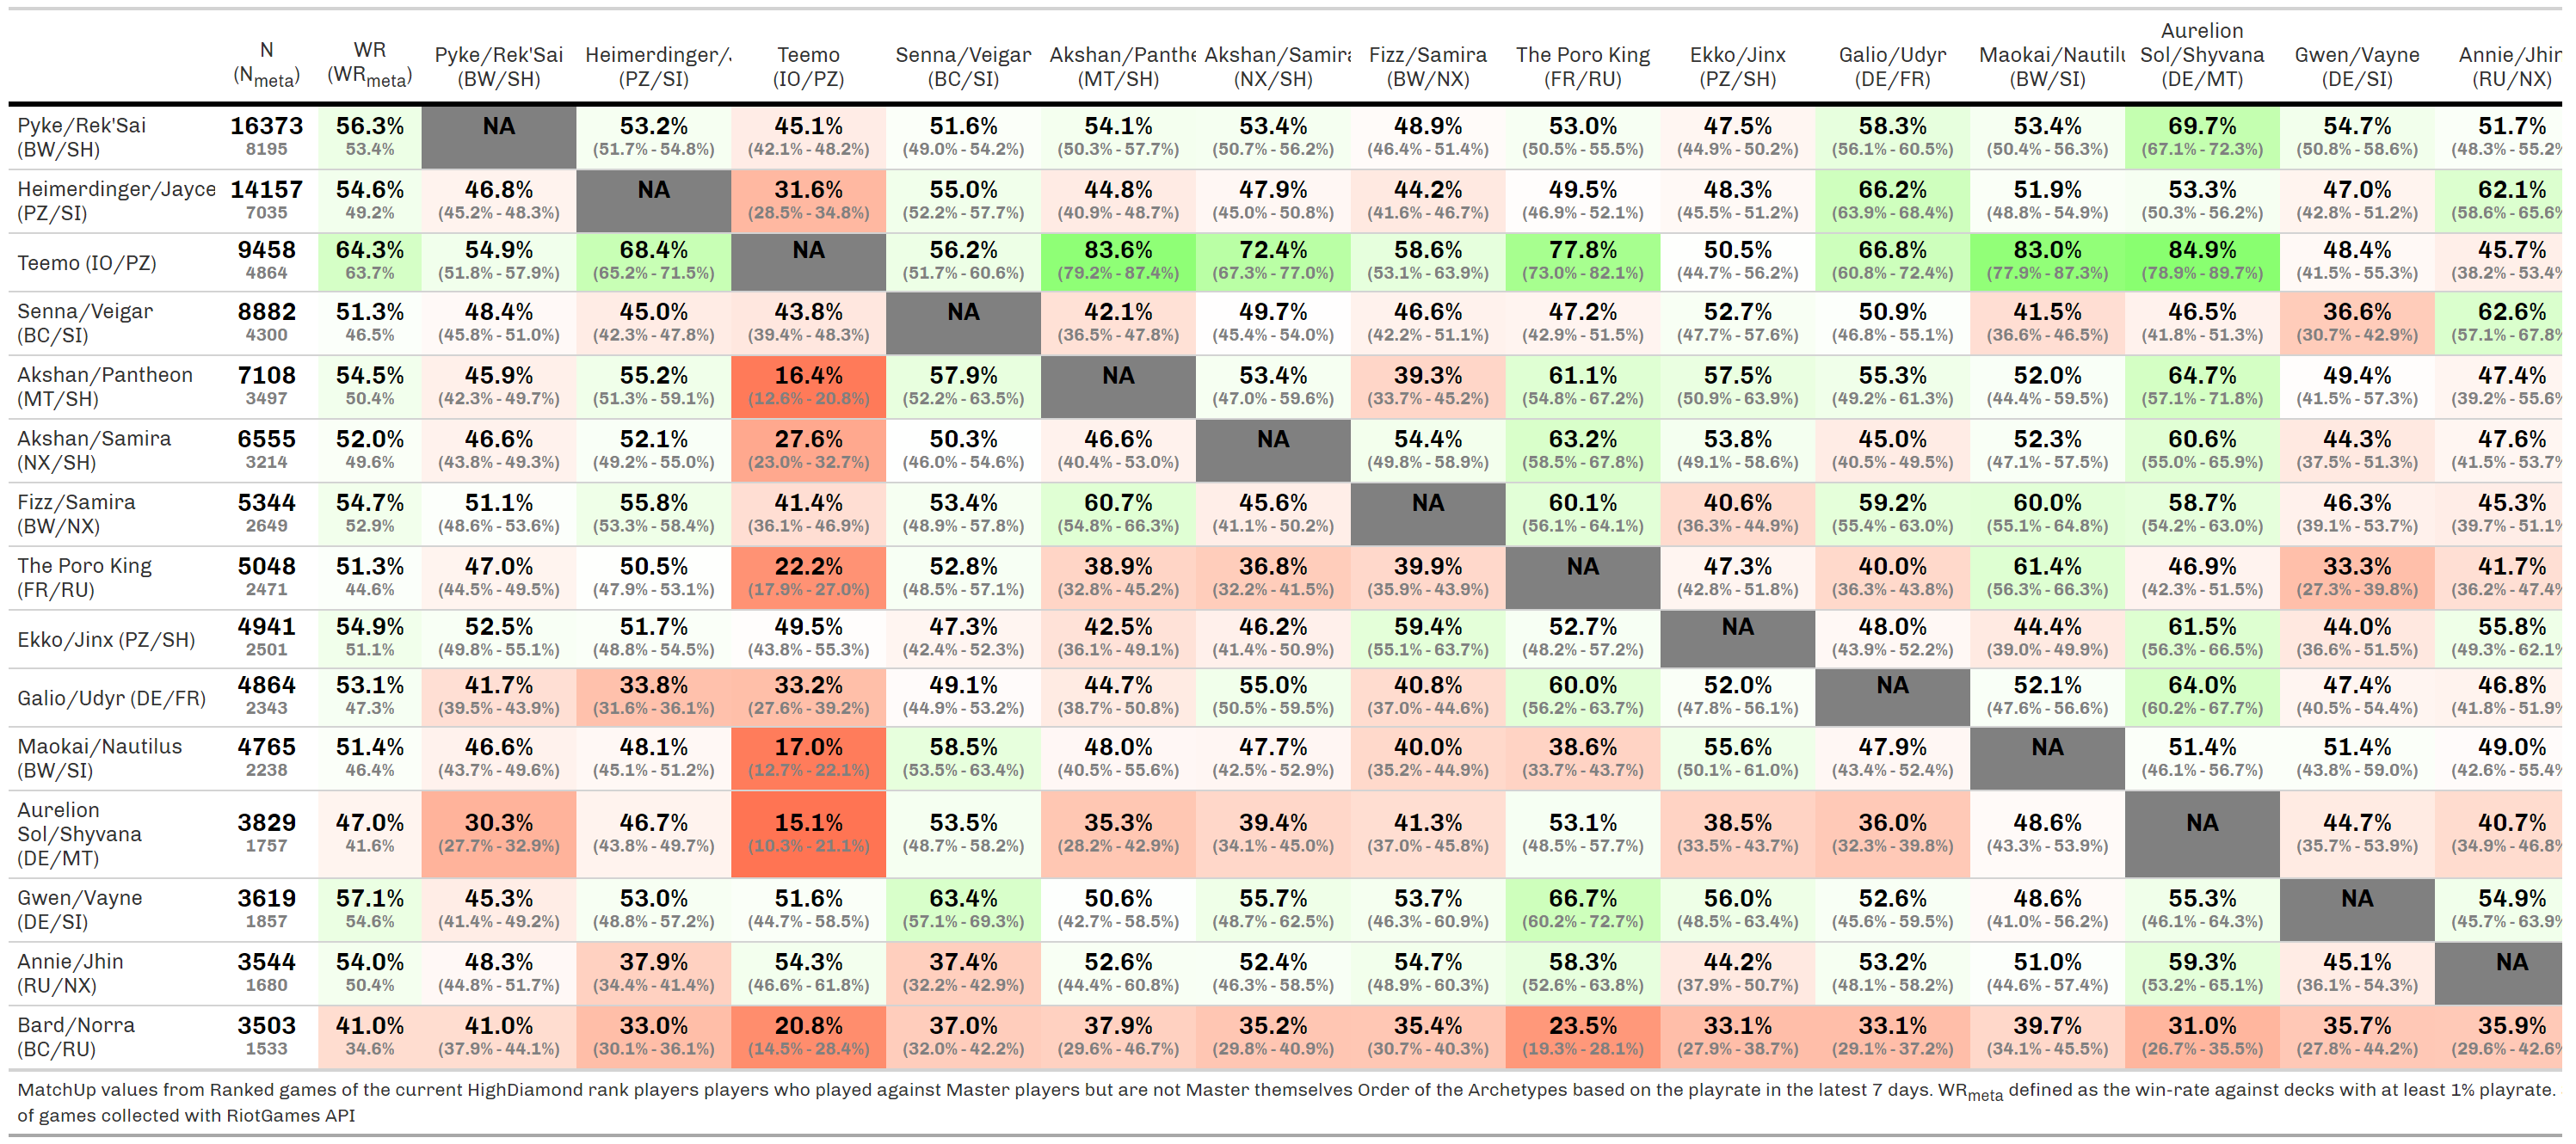 N (Nmeta) WR (WRmeta) Pyke/Rek'Sai (BW/SH) Heimerdinger/ (PZ/SI) Teemo (IO/PZ) Senna/Veigar (BC/SI) Akshan/Panthe (MT/SH) Akshan/Samira (NX/SH) Fizz/Samira (BW/NX) The Poro King (FR/RU) Ekko/Jinx (PZ/SH) Galio/Udyr (DE/FR) Maokai/Nautilu (BW/SI) Aurelion Sol/Shyvana (DE/MT) Gwen/Vayne (DE/SI) Annie/Jhin (RU/NX)
Pyke/Rek'Sai 16373 56.3% NA 53.2% 45.1% 51.6% 54.1% 53.4% 48.9% 53.0% 47.5% 58.3% 53.4% 69.7% 54.7% 51.7%
(BW/SH) 8195 53.4% (51.7% - 54.8%) (42.1% - 48.2%) (49.0% - 54.2%) (50.3% - 57.7%) (50.7% - 56.2%) (46.4% - 51.4%) (50.5% - 55.5%) (44.9% - 50.2%) (56.1% - 60.5%) (50.4% - 56.3%) (67.1% - 72.3%) (50.8% - 58.6%) (48.3% - 55.2%
Heimerdinger/Jayce 14157 54.6% 46.8% NA 31.6% 55.0% 44.8% 47.9% 44.2% 49.5% 48.3% 66.2% 51.9% 53.3% 47.0% 62.1%
(PZ/SI) 7035 49.2% (45.2% - 48.3%) (28.5% - 34.8%) (52.2% - 57.7%) (40.9% - 48.7%) (45.0% - 50.8%) (41.6% - 46.7%) (46.9% - 52.1%) (45.5% - 51.2%) (63.9% - 68.4%) (48.8% - 54.9%) (50.3% - 56.2%) (42.8% - 51.2%) (58.6% - 65.6%
Teemo (IO/PZ) 9458 64.3% 54.9% 68.4% NA 56.2% 83.6% 72.4% 58.6% 77.8% 50.5% 66.8% 83.0% 84.9% 48.4% 45.7%
4864 63.7% (51.8% - 57.9%) (65.2% - 71.5%) (51.7% - 60.6%) (79.2% - 87.4%) (67.3% - 77.0%) (53.1% - 63.9%) (73.0% - 82.1%) (44.7% - 56.2%) (60.8% - 72.4%) (77.9% - 87.3%) (78.9% - 89.7%) (41.5% - 55.3%) (38.2% - 53.4%
Senna/Veigar 8882 51.3% 48.4% 45.0% 43.8% NA 42.1% 49.7% 46.6% 47.2% 52.7% 50.9% 41.5% 46.5% 36.6% 62.6%
(BC/SI) 4300 46.5% (45.8% - 51.0%) (42.3% - 47.8%) (39.4% - 48.3%) (36.5% - 47.8%) (45.4% - 54.0%) (42.2% - 51.1%) (42.9% - 51.5%) (47.7% - 57.6%) (46.8% - 55.1%) (36.6% - 46.5%) (41.8% - 51.3%) (30.7% - 42.9%) (57.1% - 67.8%
Akshan/Pantheon 7108 54.5% 45.9% 55.2% 16.4% 57.9% NA 53.4% 39.3% 61.1% 57.5% 55.3% 52.0% 64.7% 49.4% 47.4%
(MT/SH) 3497 50.4% (42.3% - 49.7%) (51.3% - 59.1%) (12.6% - 20.8%) (52.2% - 63.5%) (47.0% - 59.6%) (33.7% - 45.2%) (54.8% - 67.2%) (50.9% - 63.9%) (49.2% - 61.3%) (44.4% - 59.5%) (57.1% - 71.8%) (41.5% - 57.3%) (39.2% - 55.6%
Akshan/Samira 6555 52.0% 46.6% 52.1% 27.6% 50.3% 46.6% NA 54.4% 63.2% 53.8% 45.0% 52.3% 60.6% 44.3% 47.6%
(NX/SH) 3214 49.6% (43.8% - 49.3%) (49.2% - 55.0%) (23.0% - 32.7%) (46.0% - 54.6%) (40.4% - 53.0%) (49.8% - 58.9%) (58.5% - 67.8%) (49.1% - 58.6%) (40.5% - 49.5%) (47.1% - 57.5%) (55.0% - 65.9%) (37.5% - 51.3%) (41.5% - 53.7%
Fizz/Samira 5344 54.7% 51.1% 55.8% 41.4% 53.4% 60.7% 45.6% NA 60.1% 40.6% 59.2% 60.0% 58.7% 46.3% 45.3%
(BW/NX) 2649 52.9% (48.6% - 53.6%) (53.3% - 58.4%) (36.1% - 46.9%) (48.9% - 57.8%) (54.8% - 66.3%) (41.1% - 50.2%) (56.1% - 64.1%) (36.3% - 44.9%) (55.4% - 63.0%) (55.1% - 64.8%) (54.2% - 63.0%) (39.1% - 53.7%) (39.7% - 51.1%
The Poro King 5048 51.3% 47.0% 50.5% 22.2% 52.8% 38.9% 36.8% 39.9% NA 47.3% 40.0% 61.4% 46.9% 33.3% 41.7%
(FR/RU) 2471 44.6% (44.5% - 49.5%) (47.9% - 53.1%) (17.9% - 27.0%) (48.5% - 57.1%) (32.8% - 45.2%) (32.2% - 41.5%) (35.9% - 43.9%) (42.8% - 51.8%) (36.3% - 43.8%) (56.3% - 66.3%) (42.3% - 51.5%) (27.3% - 39.8%) (36.2% - 47.4%
Ekko/Jinx (PZ/SH) 4941 54.9% 52.5% 51.7% 49.5% 47.3% 42.5% 46.2% 59.4% 52.7% NA 48.0% 44.4% 61.5% 44.0% 55.8%
2501 51.1% (49.8% - 55.1%) (48.8% - 54.5%) (43.8% - 55.3%) (42.4% - 52.3%) (36.1% - 49.1%) (41.4% - 50.9%) (55.1% - 63.7%) (48.2% - 57.2%) (43.9% - 52.2%) (39.0% - 49.9%) (56.3% - 66.5%) (36.6% - 51.5%) (49.3% - 62.1%
Galio/Udyr (DE/FR) 4864 53.1% 41.7% 33.8% 33.2% 49.1% 44.7% 55.0% 40.8% 60.0% 52.0% NA 52.1% 64.0% 47.4% 46.8%
2343 47.3% (39.5% - 43.9%) (31.6% - 36.1%) (27.6% - 39.2%) (44.9% - 53.2%) (38.7% - 50.8%) (50.5% - 59.5%) (37.0% - 44.6%) (56.2% - 63.7%) (47.8% - 56.1%) (47.6% - 56.6%) (60.2% - 67.7%) (40.5% - 54.4%) (41.8% - 51.9%
Maokai/Nautilus 4765 51.4% 46.6% 48.1% 17.0% 58.5% 48.0% 47.7% 40.0% 38.6% 55.6% 47.9% NA 51.4% 51.4% 49.0%
(BW/SI) 2238 46.4% (43.7% - 49.6%) (45.1% - 51.2%) (12.7% - 22.1%) (53.5% - 63.4%) (40.5% - 55.6%) (42.5% - 52.9%) (35.2% - 44.9%) (33.7% - 43.7%) (50.1% - 61.0%) (43.4% - 52.4%) (46.1% - 56.7%) (43.8% - 59.0%) (42.6% - 55.4%
Aurelion
Sol/Shyvana 3829 47.0% 30.3% 46.7% 15.1% 53.5% 35.3% 39.4% 41.3% 53.1% 38.5% 36.0% 48.6% NA 44.7% 40.7%
(DE/MT) 1757 41.6% (27.7% - 32.9%) (43.8% - 49.7%) (10.3% - 21.1%) (48.7% - 58.2%) (28.2% - 42.9%) (34.1% - 45.0%) (37.0% - 45.8%) (48.5% - 57.7%) (33.5% - 43.7%) (32.3% - 39.8%) (43.3% - 53.9%) (35.7% - 53.9%) (34.9% - 46.8%
Gwen/Vayne 3619 57.1% 45.3% 53.0% 51.6% 63.4% 50.6% 55.7% 53.7% 66.7% 56.0% 52.6% 48.6% 55.3% NA 54.9%
(DE/SI) 1857 54.6% (41.4% - 49.2%) (48.8% - 57.2%) (44.7% - 58.5%) (57.1% - 69.3%) (42.7% - 58.5%) (48.7% - 62.5%) (46.3% - 60.9%) (60.2% - 72.7%) (48.5% - 63.4%) (45.6% - 59.5%) (41.0% - 56.2%) (46.1% - 64.3%) (45.7% - 63.9%
Annie/Jhin 3544 54.0% 48.3% 37.9% 54.3% 37.4% 52.6% 52.4% 54.7% 58.3% 44.2% 53.2% 51.0% 59.3% 45.1% NA
(RU/NX) 1680 50.4% (44.8% - 51.7%) (34.4% - 41.4%) (46.6% - 61.8%) (32.2% - 42.9%) (44.4% - 60.8%) (46.3% - 58.5%) (48.9% - 60.3%) (52.6% - 63.8%) (37.9% - 50.7%) (48.1% - 58.2%) (44.6% - 57.4%) (53.2% - 65.1%) (36.1% - 54.3%)
Bard/Norra 3503 41.0% 41.0% 33.0% 20.8% 37.0% 37.9% 35.2% 35.4% 23.5% 33.1% 33.1% 39.7% 31.0% 35.7% 35.9%
(BC/RU) 1533 34.6% (37.9% - 44.1%) (30.1% - 36.1%) (14.5% - 28.4%) (32.0% - 42.2%) (29.6% - 46.7%) (29.8% - 40.9%) (30.7% - 40.3%) (19.3% - 28.1%) (27.9% - 38.7%) (29.1% - 37.2%) (34.1% - 45.5%) (26.7% - 35.5%) (27.8% - 44.2%) (29.6% - 42.6%
MatchUp values from Ranked games of the current HighDiamond rank players players who played against Master players but are not Master themselves Order of the Archetypes based on the playrate in the latest 7 days. WRmeta defined as the win-rate against decks with at least 1% playrate.
of games collected with RiotGames API